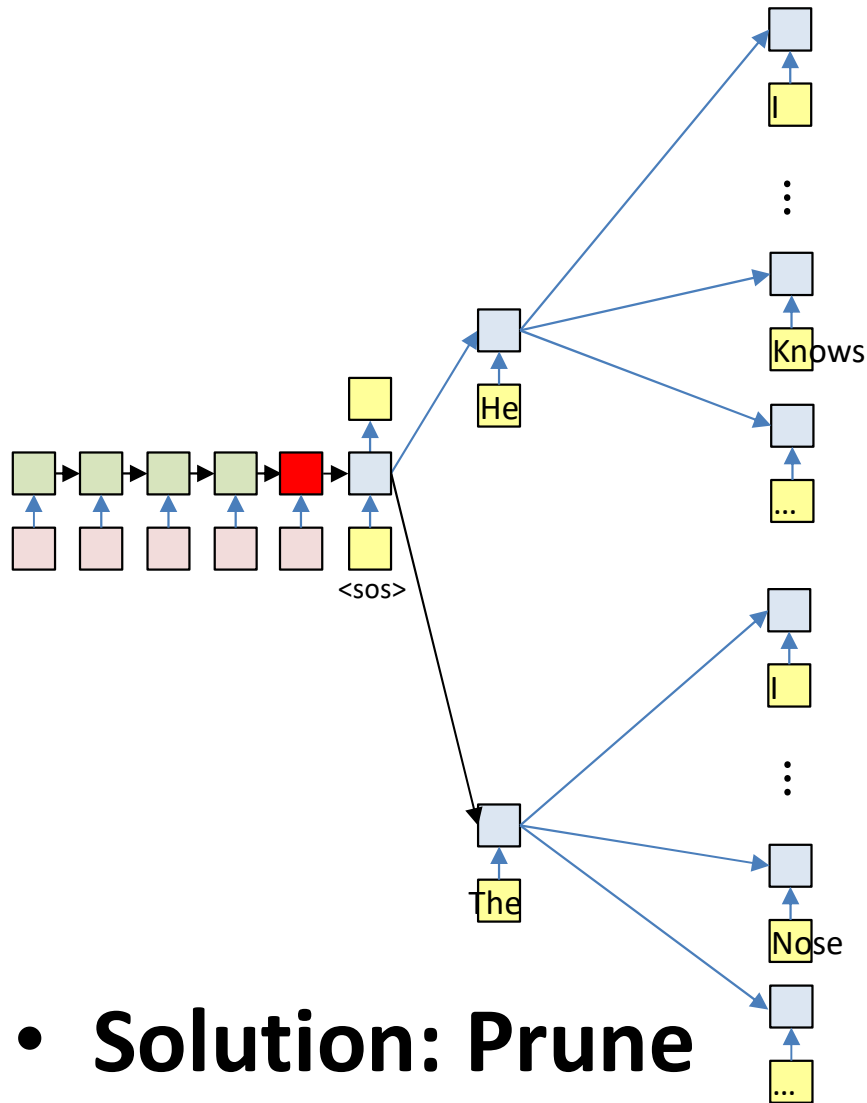 I
⋮
Knows
He
...
<sos>
I
⋮
The
Nose
• Solution: Prune
...